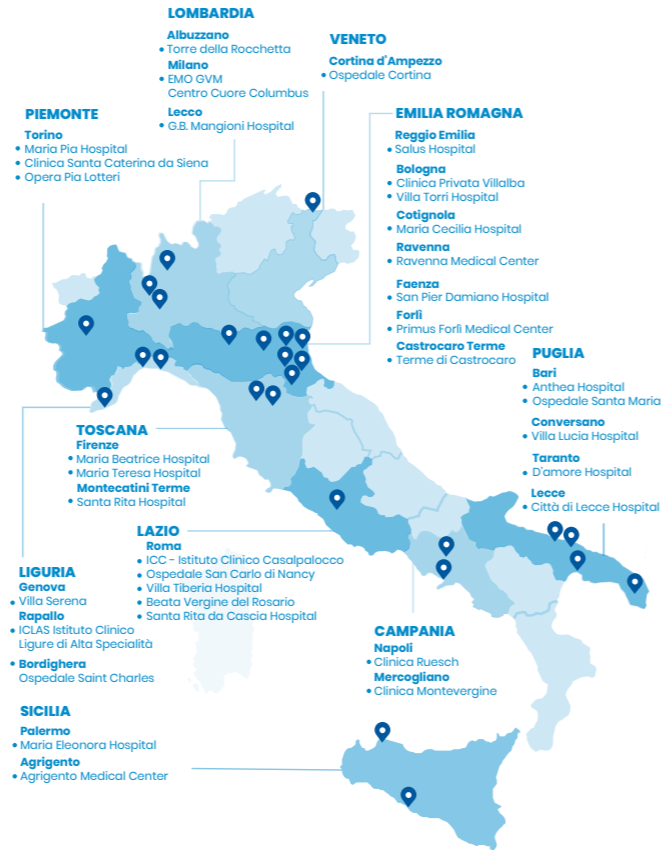 LOMBARDIA
Albuzzano
• Torre della Rocchetta
Milano
• EMO GVM
Centro Cuore Columbus
Lecco
• G.B. Mangioni Hospital
VENETO
Cortina d'Ampezzo
• Ospedale Cortina
PIEMONTE
Torino
• Maria Pia Hospital
• Clinica Santa Caterina da Siena
• Opera Pia Lotteri
EMILIA ROMAGNA
Reggio Emilia
• Salus Hospital
Bologna
• Clinica Privata Villalba
• Villa Torri Hospital
Cotignola
• Maria Cecilia Hospital
Ravenna
• Ravenna Medical Center
Faenza
• San Pier Damiano Hospital
Forlì
• Primus Forlì Medical Center
Castrocaro Terme
• Terme di Castrocaro
PUGLIA
Bari
• Anthea Hospital
• Ospedale Santa Maria
Conversano
• Villa Lucia Hospital
Taranto
• D'amore Hospital
Lecce
• Città di Lecce Hospital
TOSCANA
Firenze
• Maria Beatrice Hospital
• Maria Teresa Hospital
Montecatini Terme
• Santa Rita Hospital
LAZIO
Roma
• ICC - Istituto Clinico Casalpalocco
• Ospedale San Carlo di Nancy
• Villa Tiberia Hospital
• Beata Vergine del Rosario
• Santa Rita da Cascia Hospital
LIGURIA
Genova
• Villa Serena
Rapallo
• ICLAS Istituto Clinico
Ligure di Alta Specialità
• Bordighera
Ospedale Saint Charles
CAMPANIA
Napoli
• Clinica Ruesch
Mercogliano
• Clinica Montevergine
SICILIA
Palermo
• Maria Eleonora Hospital
Agrigento
• Agrigento Medical Center